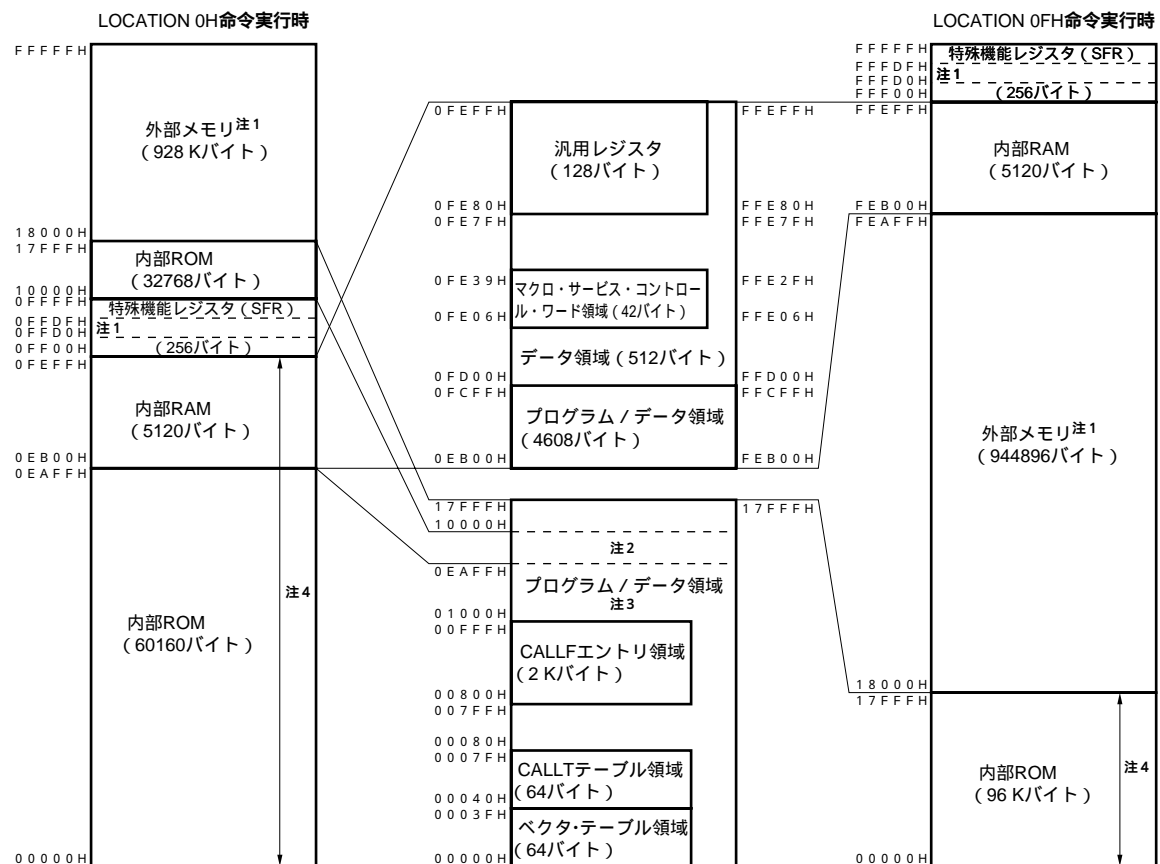 LOCATION 0H命令実行時
FFFFFH
外部メモリ注1
(928 Kバイト)
18000H
17FFFH
内部ROM
(32768バイト)
10000H
0FFFFH
特殊機能レジスタ(SFR)
0FFDFH
0FFD0H
注1
0FF00H
(256バイト)
0FEFFH
内部RAM
(5120バイト)
0EB00H
0EAFFH
注4
内部ROM
(60160バイト)
00000H
0FEFFH
FFEFFH
汎用レジスタ
(128バイト)
0FE80H
FFE80H
0FE7FH
FFE7FH
0FE39H
FFE2FH
マクロ・サービス・コントロー
ル・ワード領域(42バイト)
0FE06H
FFE06H
データ領域(512バイト)
0FD00H
FFD00H
0FCFFH
FFCFFH
プログラム/データ領域
(4608バイト)
0EB00H
FEB00H
17FFFH
17FFFH
10000H
注2
0EAFFH
プログラム/データ領域
注3
01000H
00FFFH
CALLFエントリ領域
(2 Kバイト)
00800H
007FFH
00080H
0007FH
CALLTテーブル領域
(64バイト)
00040H
0003FH
ベクタ・テーブル領域
(64バイト)
00000H
LOCATION 0FH命令実行時
FFFFFH
特殊機能レジスタ(SFR)
FFFDFH
FFFD0H
注1
FFF00H
(256バイト)
FFEFFH
内部RAM
(5120バイト)
FEB00H
FEAFFH
外部メモリ注1
(944896バイト)
18000H
17FFFH
注4
内部ROM
(96 Kバイト)
00000H